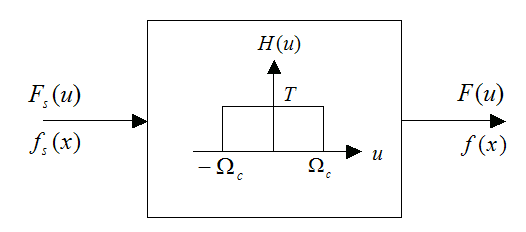 H(u)
F_s(u)
T
F(u)
f_s(x)
f(x)
u
−Ω_c
Ω_c